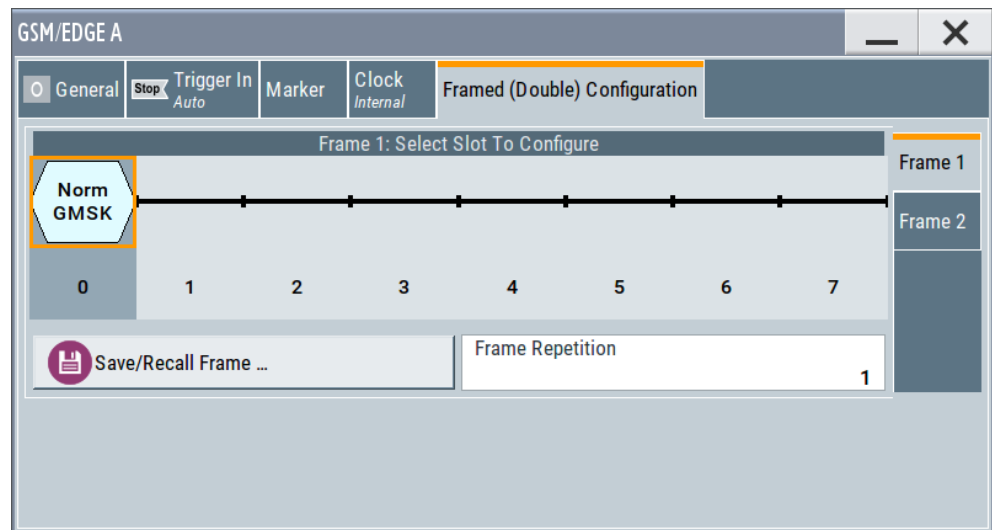 GSM/EDGE A
General
Stop Trigger In
Auto
Marker
Clock
Internal
Framed (Double) Configuration
Frame 1: Select Slot To Configure
Frame 1
Frame 2
Norm
GMSK
0 1 2 3 4 5 6 7
Save/Recall Frame ...
Frame Repetition
1